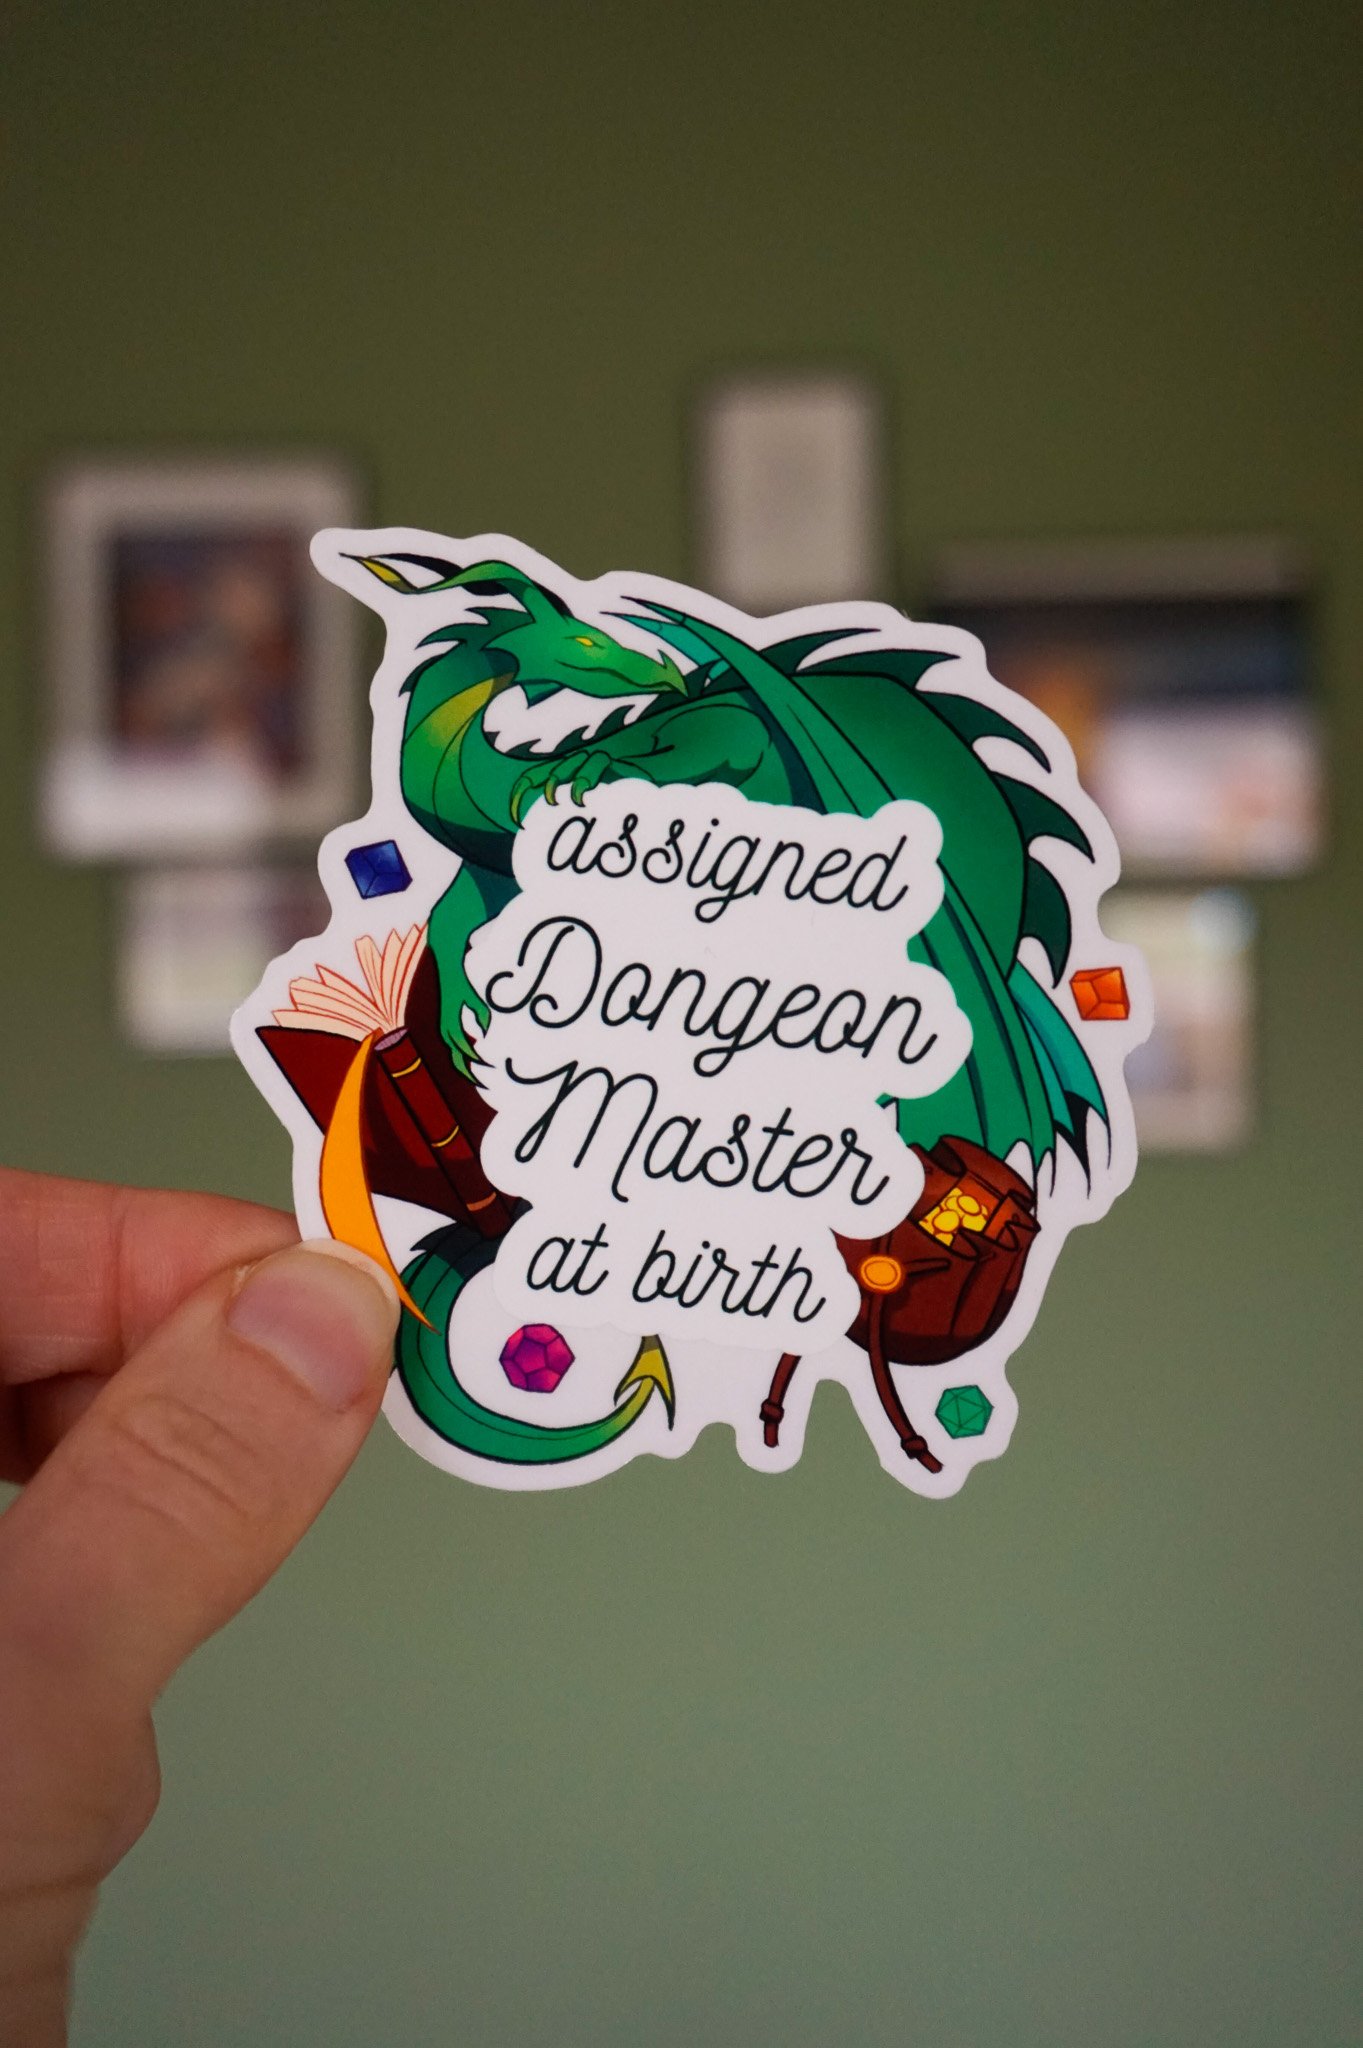 assigned
Dongeon
Master
at birth